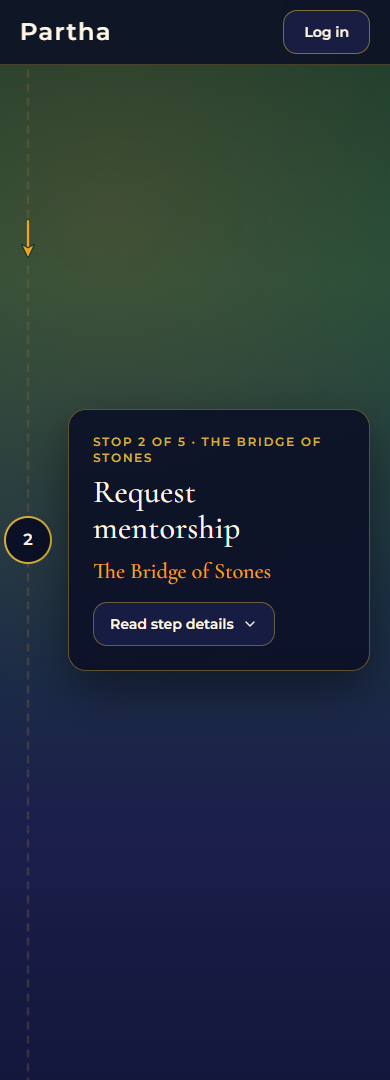 Partha
Log in
STOP 2 OF 5 · THE BRIDGE OF
STONES
Request
mentorship
2
The Bridge of Stones
Read step details